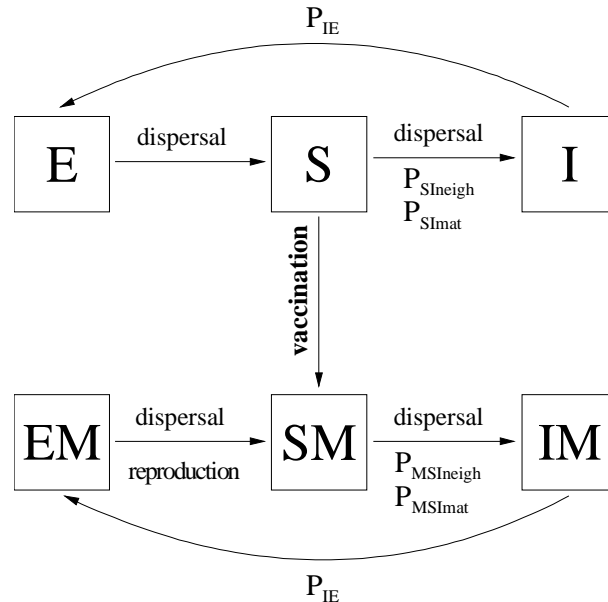 P_IE
E
dispersal
S
dispersal
I
P_SIneigh
P_SImat
vaccination
EM
dispersal
reproduction
SM
dispersal
IM
P_MSIneigh
P_MSImat
P_IE